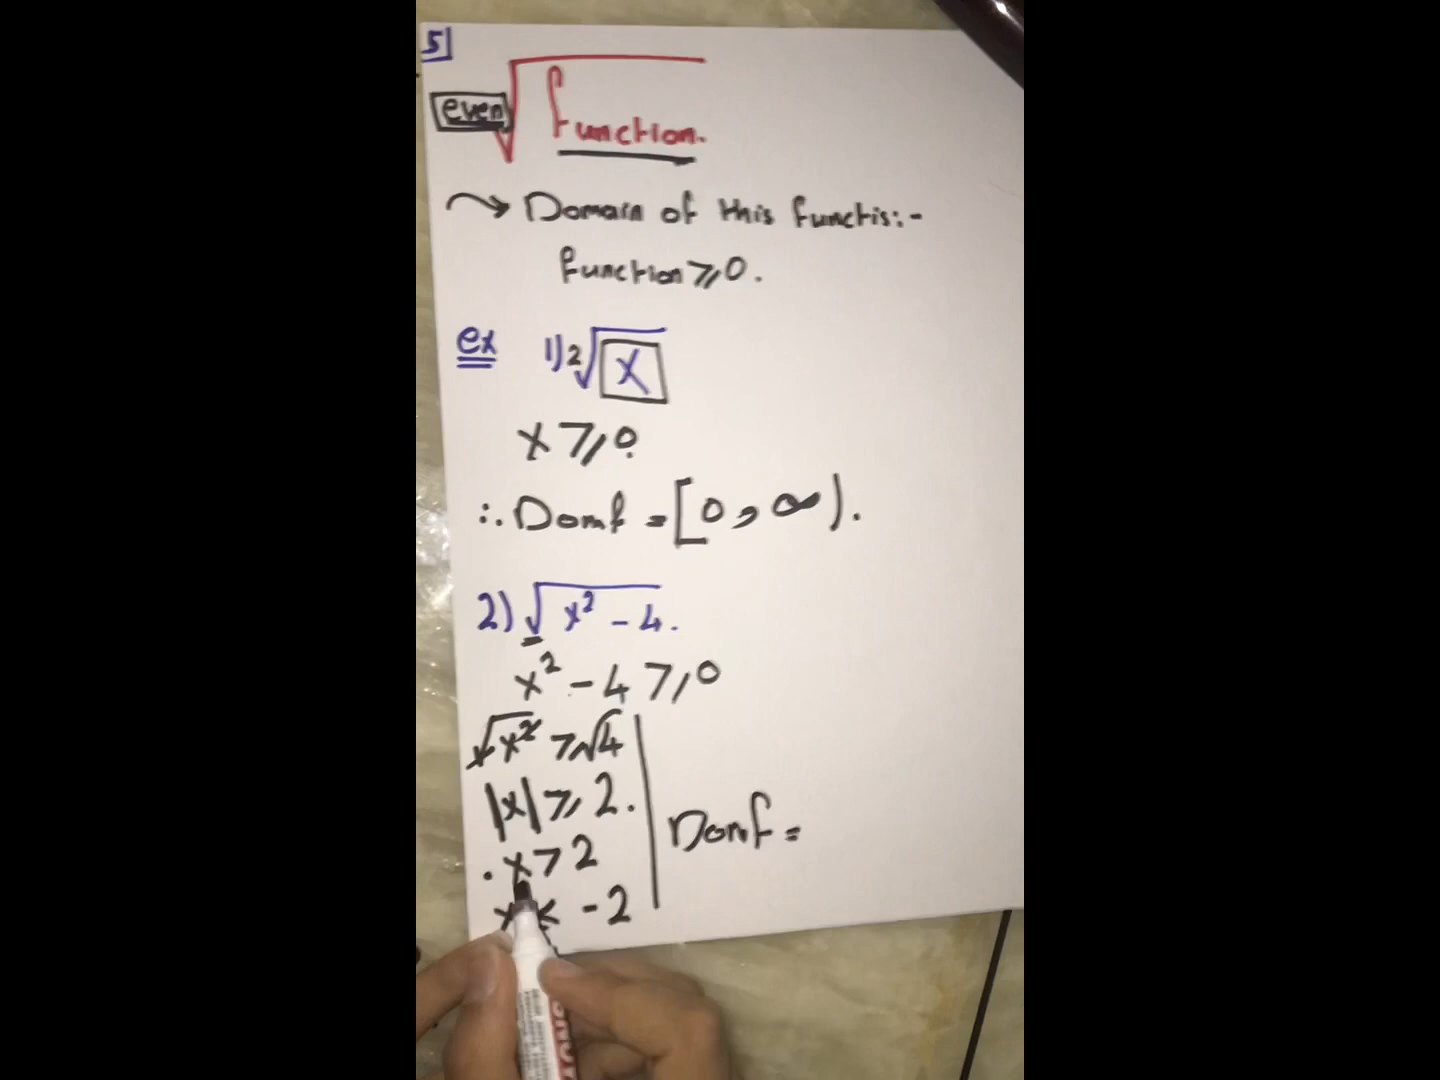 5
even√function.
Domain of this functis:-
function ⩾ 0.
ex 1) ²√x
x ⩾ 0
∴ Domf = [0, ∞).
2) √x² - 4.
x² - 4 ⩾ 0
√x² ⩾ √4
|x| ⩾ 2.
. x > 2
x < -2
Domf =